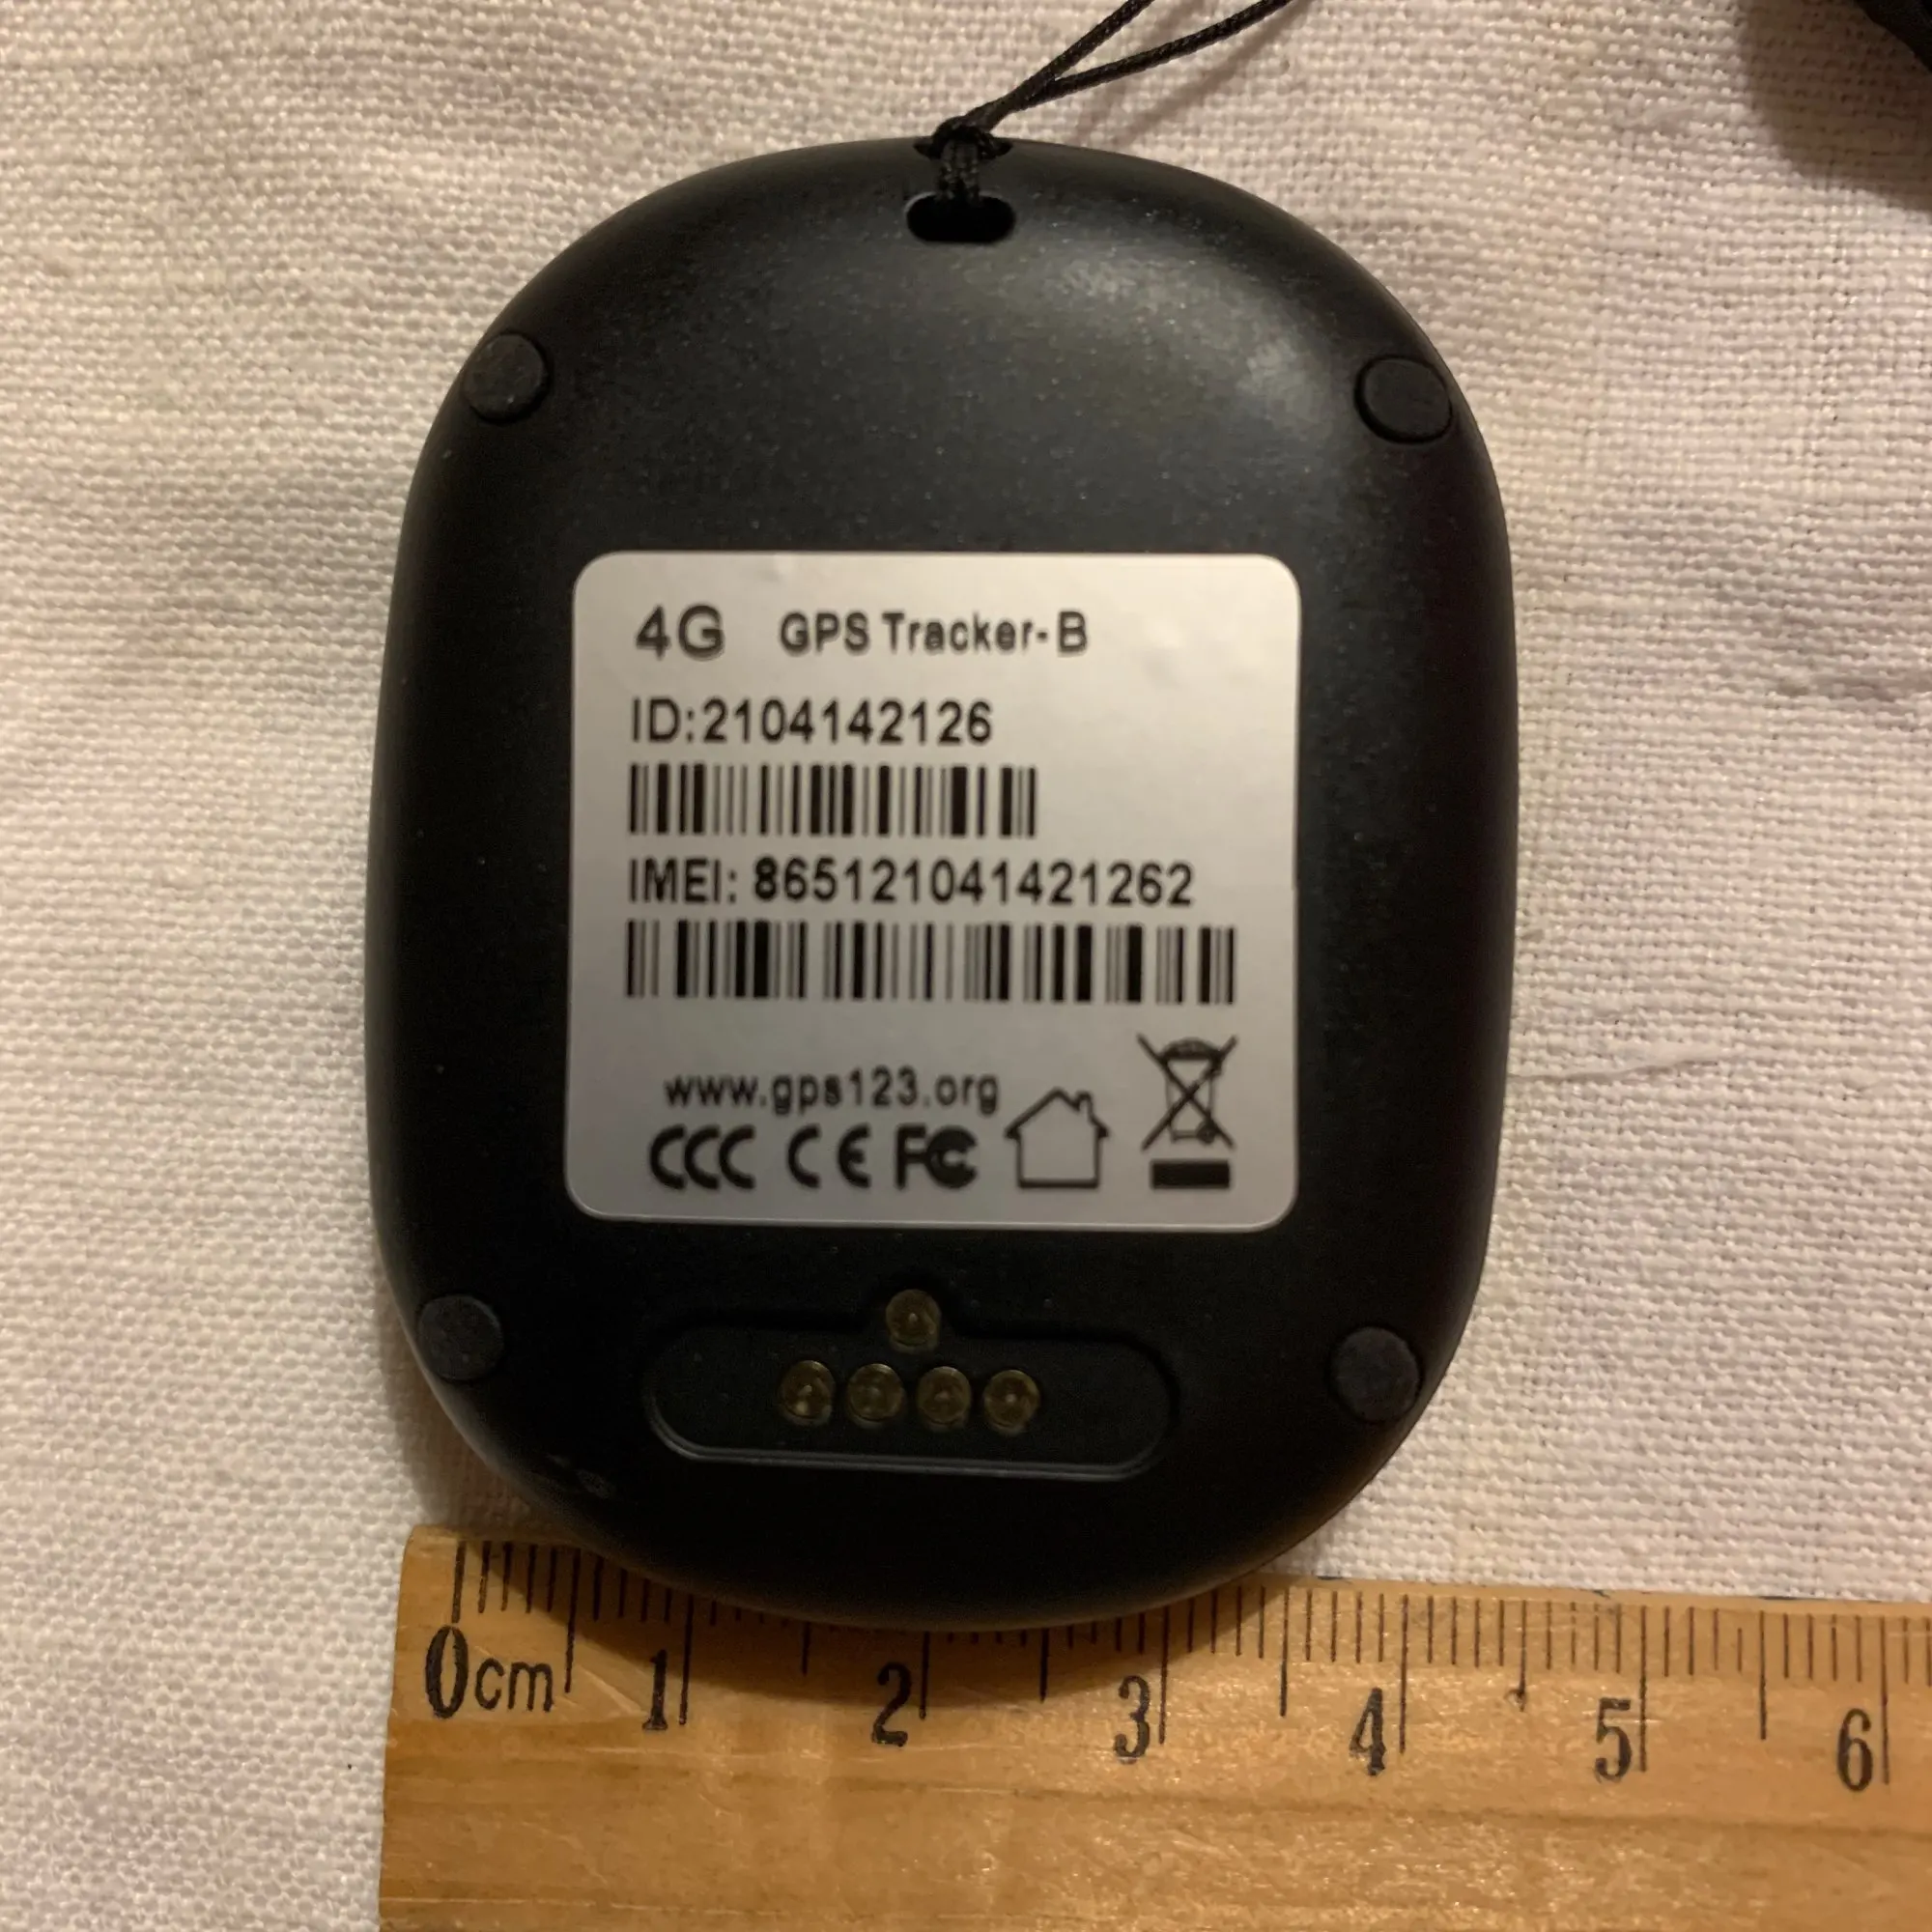 4G GPS Tracker-B
ID:2104142126
IMEI: 865121041421262
www.gps123.org
CCC CE FC
0cm 1 2 3 4 5 6